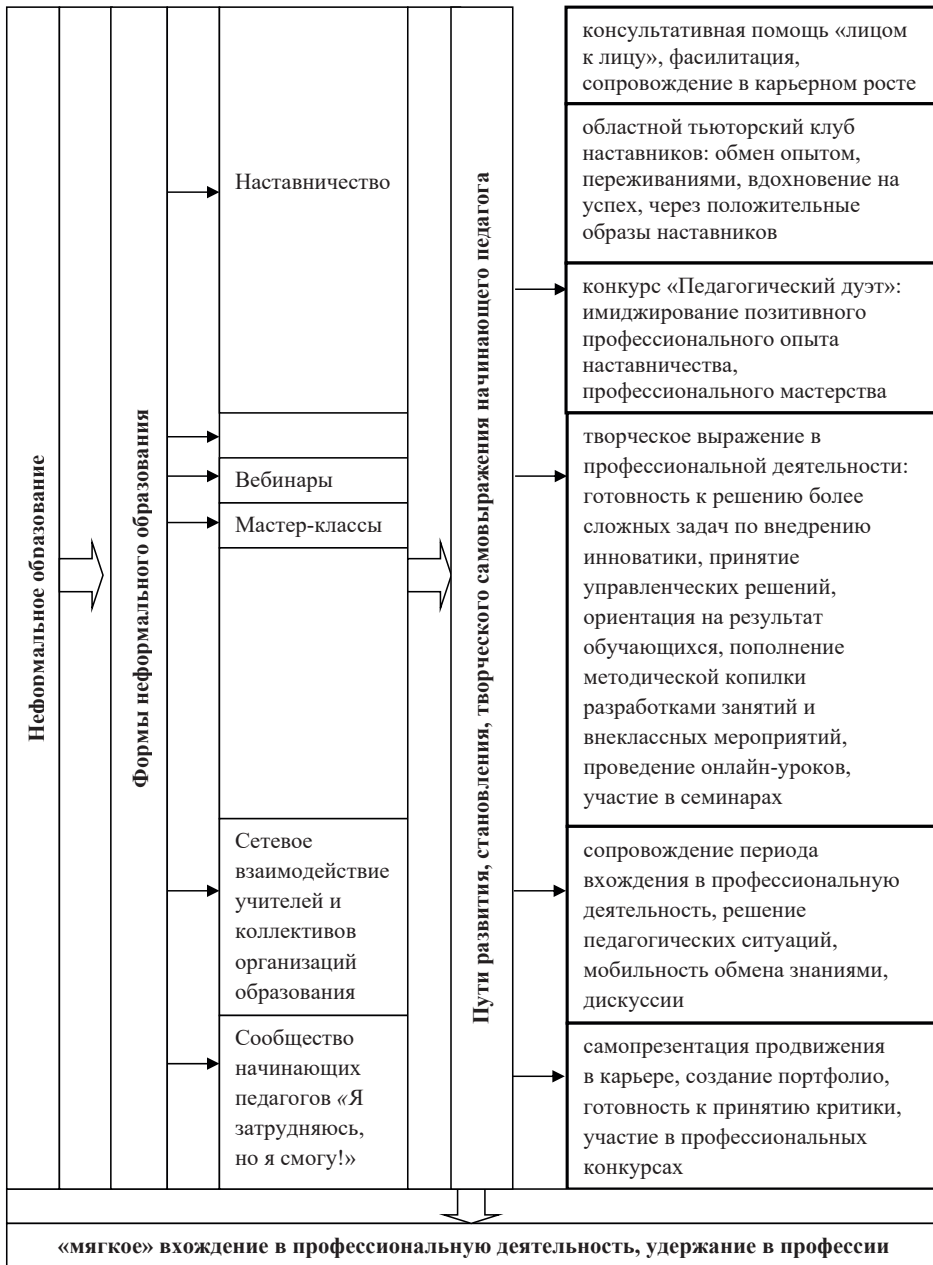 Неформальное образование
Формы неформального образования
Наставничество
Вебинары
Мастер-классы
Сетевое
взаимодействие
учителей и
коллективов
организаций
образования
Сообщество
начинающих
педагогов «Я
затрудняюсь,
но я смогу!»
Пути развития, становления, творческого самовыражения начинающего педагога
консультативная помощь «лицом
к лицу», фасилитация,
сопровождение в карьерном росте
областной тьюторский клуб
наставников: обмен опытом,
переживаниями, вдохновение на
успех, через положительные
образы наставников
конкурс «Педагогический дуэт»:
имиджирование позитивного
профессионального опыта
наставничества,
профессионального мастерства
творческое выражение в
профессиональной деятельности:
готовность к решению более
сложных задач по внедрению
инноватики, принятие
управленческих решений,
ориентация на результат
обучающихся, пополнение
методической копилки
разработками занятий и
внеклассных мероприятий,
проведение онлайн-уроков,
участие в семинарах
сопровождение периода
вхождения в профессиональную
деятельность, решение
педагогических ситуаций,
мобильность обмена знаниями,
дискуссии
самопрезентация продвижения
в карьере, создание портфолио,
готовность к принятию критики,
участие в профессиональных
конкурсах
«мягкое» вхождение в профессиональную деятельность, удержание в профессии